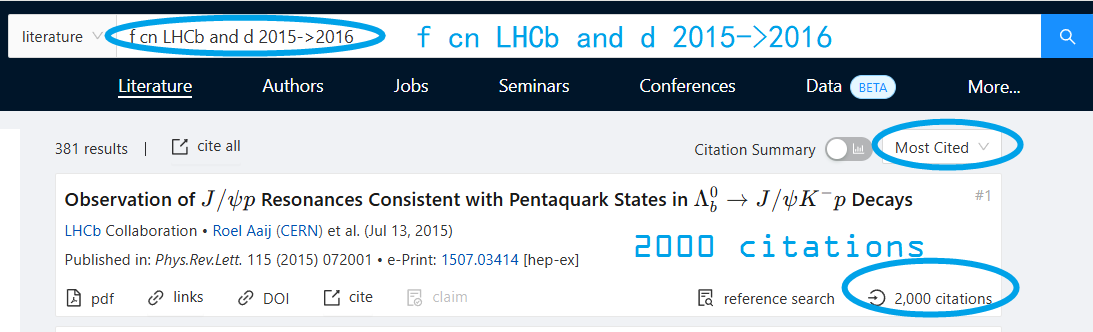 literature f cn LHCb and d 2015->2016 f cn LHCb and d 2015->2016
Literature Authors Jobs Seminars Conferences Data BETA More...
381 results | cite all Citation Summary Most Cited
Observation of J/ψp Resonances Consistent with Pentaquark States in Λ⁰_b → J/ψK⁻p Decays #1
LHCb Collaboration • Roel Aaij (CERN) et al. (Jul 13, 2015)
2000 citations
Published in: Phys.Rev.Lett. 115 (2015) 072001 • e-Print: 1507.03414 [hep-ex]
pdf links DOI cite claim reference search 2,000 citations